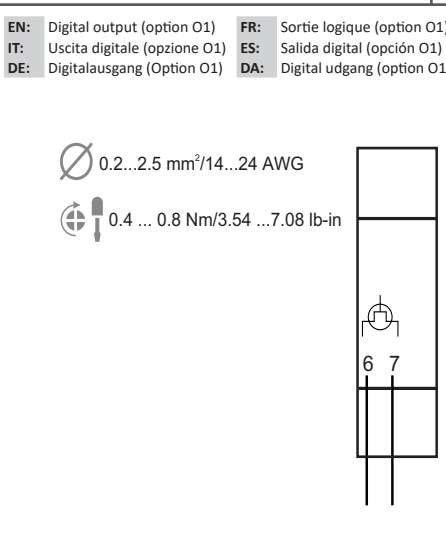 EN: Digital output (option O1) FR: Sortie logique (option O1)
IT: Uscita digitale (opzione O1) ES: Salida digital (opción O1)
DE: Digitalausgang (Option O1) DA: Digital udgang (option O1
0.2...2.5 mm²/14...24 AWG
0.4 ... 0.8 Nm/3.54 ...7.08 lb-in
6 7